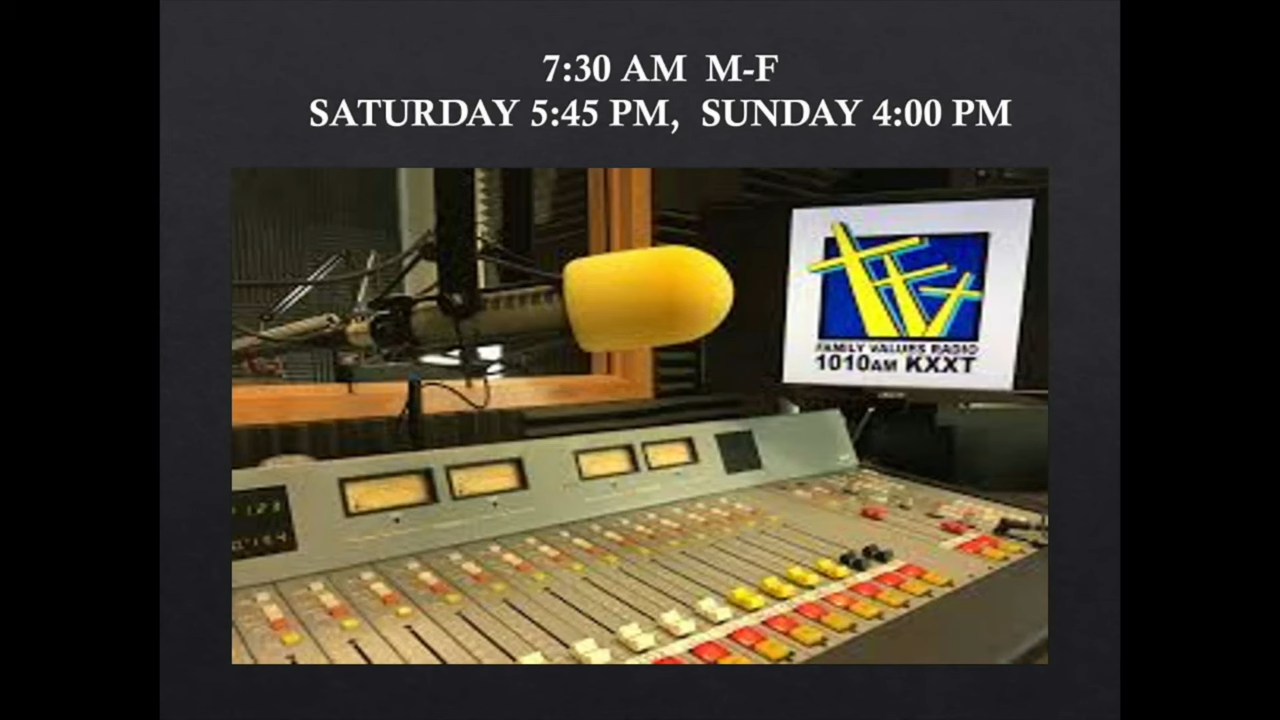 7:30 AM M-F
SATURDAY 5:45 PM, SUNDAY 4:00 PM
FAMILY VALUES RADIO
1010AM KXXT